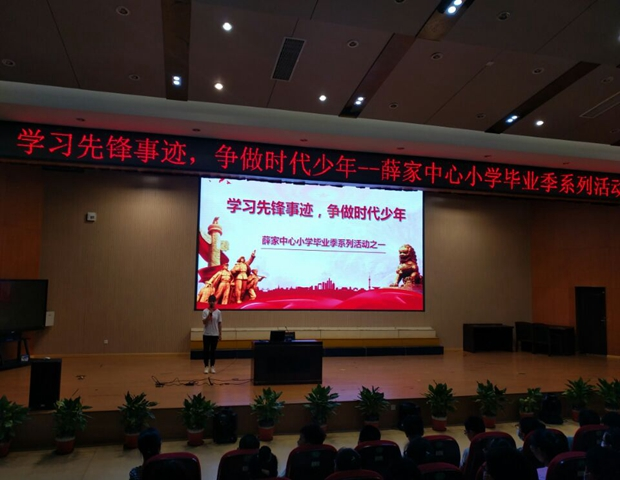 学习先锋事迹，争做时代少年--薛家中心小学毕业季系列活动
学习先锋事迹，争做时代少年
薛家中心小学毕业季系列活动之一